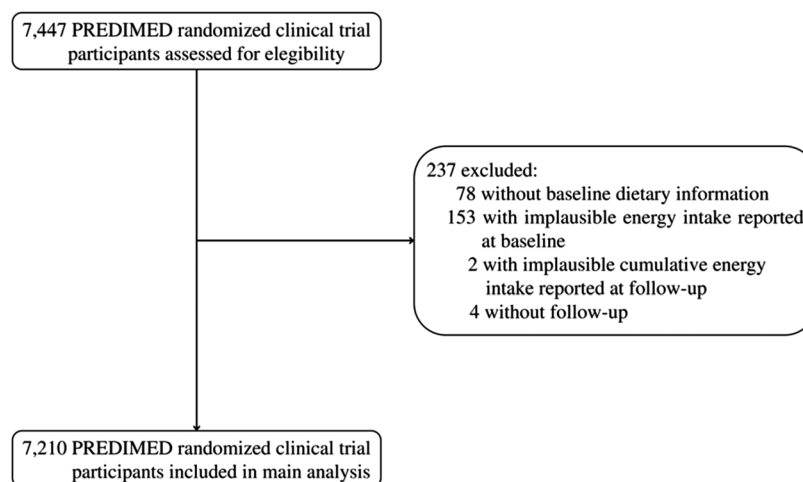 7,447 PREDIMED randomized clinical trial
participants assessed for elegibility
237 excluded:
78 without baseline dietary information
153 with implausible energy intake reported
at baseline
2 with implausible cumulative energy
intake reported at follow-up
4 without follow-up
7,210 PREDIMED randomized clinical trial
participants included in main analysis